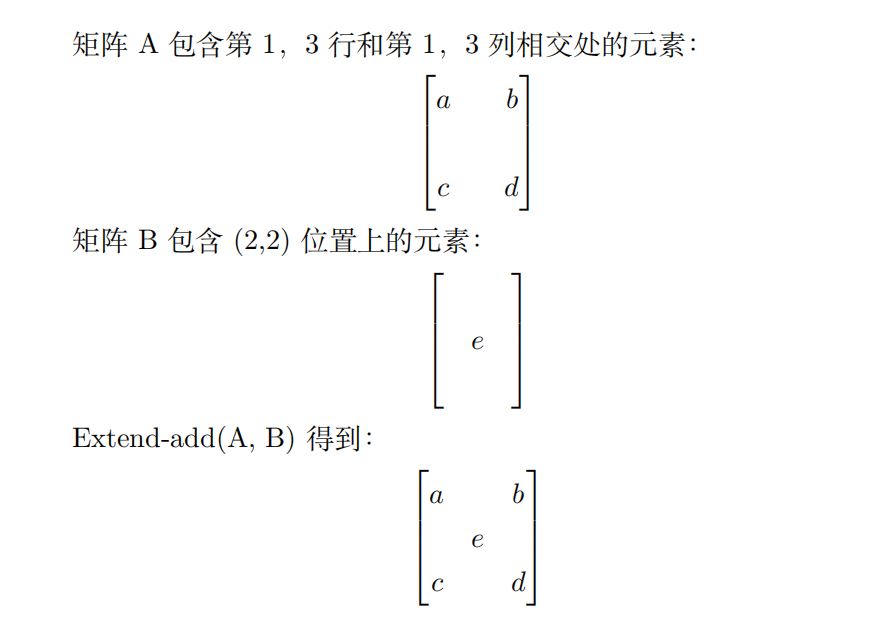 矩阵 A 包含第 1，3 行和第 1，3 列相交处的元素：
a b
c d
矩阵 B 包含 (2,2) 位置上的元素：
e
Extend-add(A, B) 得到：
a b
e
c d